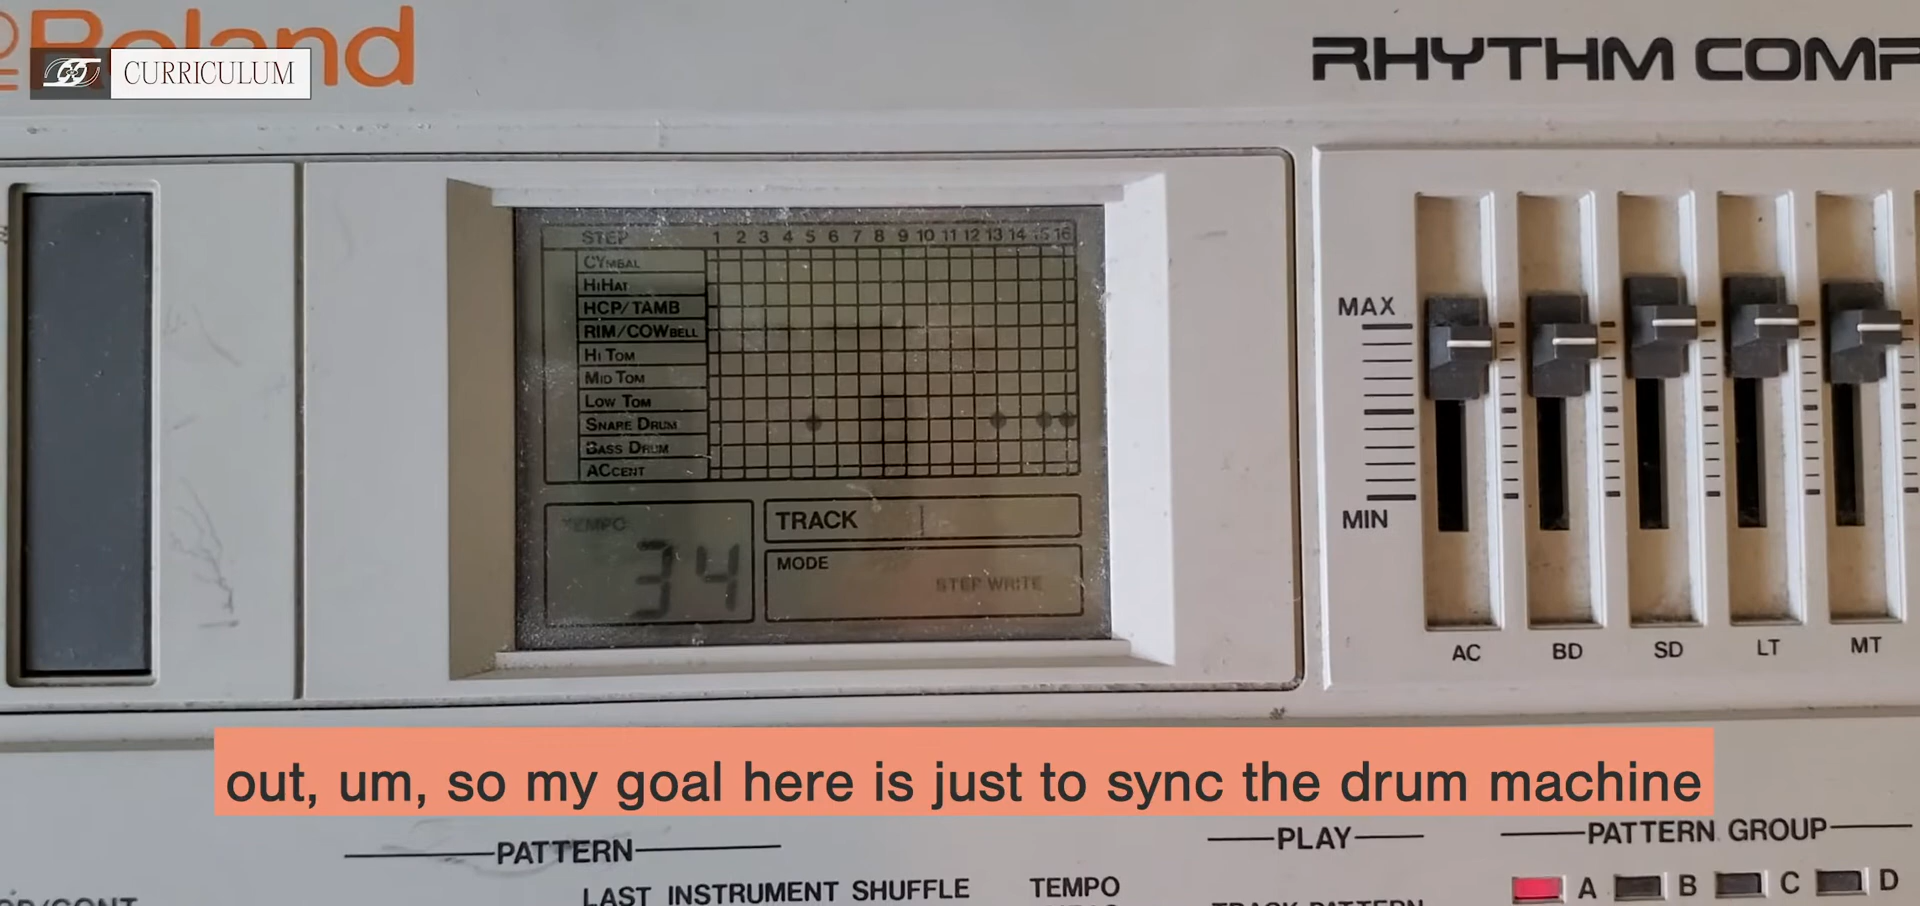 Roland
CURRICULUM
RHYTHM
STEP 1 2 3 4 5 6 7 8 9 10 11 12 13 14 15 16
CYMBAL
HIHAT
HCP/TAMB
RIM/COWBELL
HI TOM
MID TOM
LOW TOM
SNARE DRUM
BASS DRUM
ACCENT
TEMPO
34
TRACK
MODE
STEP WRITE
MAX
MIN
AC BD SD LT MT
out, um, so my goal here is just to sync the drum machine
PATTERN
PLAY
PATTERN GROUP
LAST INSTRUMENT SHUFFLE
TEMPO
A B C D
TRACK PATTERN